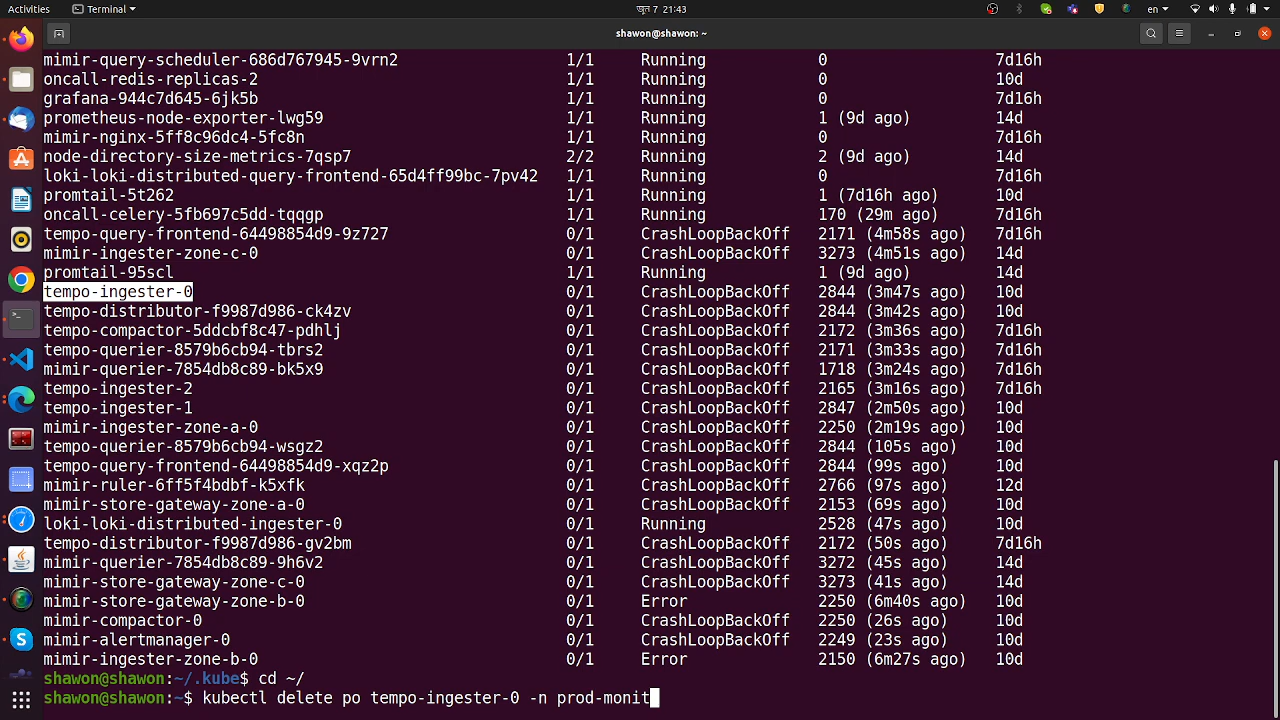 Activities Terminal জুন 7 21:43 en
shawon@shawon: ~
mimir-query-scheduler-686d767945-9vrn2 1/1 Running 0 7d16h
oncall-redis-replicas-2 1/1 Running 0 10d
grafana-944c7d645-6jk5b 1/1 Running 0 7d16h
prometheus-node-exporter-lwg59 1/1 Running 1 (9d ago) 14d
mimir-nginx-5ff8c96dc4-5fc8n 1/1 Running 0 7d16h
node-directory-size-metrics-7qsp7 2/2 Running 2 (9d ago) 14d
loki-loki-distributed-query-frontend-65d4ff99bc-7pv42 1/1 Running 0 7d16h
promtail-5t262 1/1 Running 1 (7d16h ago) 10d
oncall-celery-5fb697c5dd-tqqgp 1/1 Running 170 (29m ago) 7d16h
tempo-query-frontend-64498854d9-9z727 0/1 CrashLoopBackOff 2171 (4m58s ago) 7d16h
mimir-ingester-zone-c-0 0/1 CrashLoopBackOff 3273 (4m51s ago) 14d
promtail-95scl 1/1 Running 1 (9d ago) 14d
tempo-ingester-0 0/1 CrashLoopBackOff 2844 (3m47s ago) 10d
tempo-distributor-f9987d986-ck4zv 0/1 CrashLoopBackOff 2844 (3m42s ago) 10d
tempo-compactor-5ddcbf8c47-pdhlj 0/1 CrashLoopBackOff 2172 (3m36s ago) 7d16h
tempo-querier-8579b6cb94-tbrs2 0/1 CrashLoopBackOff 2171 (3m33s ago) 7d16h
mimir-querier-7854db8c89-bk5x9 0/1 CrashLoopBackOff 1718 (3m24s ago) 7d16h
tempo-ingester-2 0/1 CrashLoopBackOff 2165 (3m16s ago) 7d16h
tempo-ingester-1 0/1 CrashLoopBackOff 2847 (2m50s ago) 10d
mimir-ingester-zone-a-0 0/1 CrashLoopBackOff 2250 (2m19s ago) 10d
tempo-querier-8579b6cb94-wsgz2 0/1 CrashLoopBackOff 2844 (105s ago) 10d
tempo-query-frontend-64498854d9-xqz2p 0/1 CrashLoopBackOff 2844 (99s ago) 10d
mimir-ruler-6ff5f4bdbf-k5xfk 0/1 CrashLoopBackOff 2766 (97s ago) 12d
mimir-store-gateway-zone-a-0 0/1 CrashLoopBackOff 2153 (69s ago) 10d
loki-loki-distributed-ingester-0 0/1 Running 2528 (47s ago) 10d
tempo-distributor-f9987d986-gv2bm 0/1 CrashLoopBackOff 2172 (50s ago) 7d16h
mimir-querier-7854db8c89-9h6v2 0/1 CrashLoopBackOff 3272 (45s ago) 14d
mimir-store-gateway-zone-c-0 0/1 CrashLoopBackOff 3273 (41s ago) 14d
mimir-store-gateway-zone-b-0 0/1 Error 2250 (6m40s ago) 10d
mimir-compactor-0 0/1 CrashLoopBackOff 2250 (26s ago) 10d
mimir-alertmanager-0 0/1 CrashLoopBackOff 2249 (23s ago) 10d
mimir-ingester-zone-b-0 0/1 Error 2150 (6m27s ago) 10d
shawon@shawon:~/.kube$ cd ~/
shawon@shawon:~$ kubectl delete po tempo-ingester-0 -n prod-monit